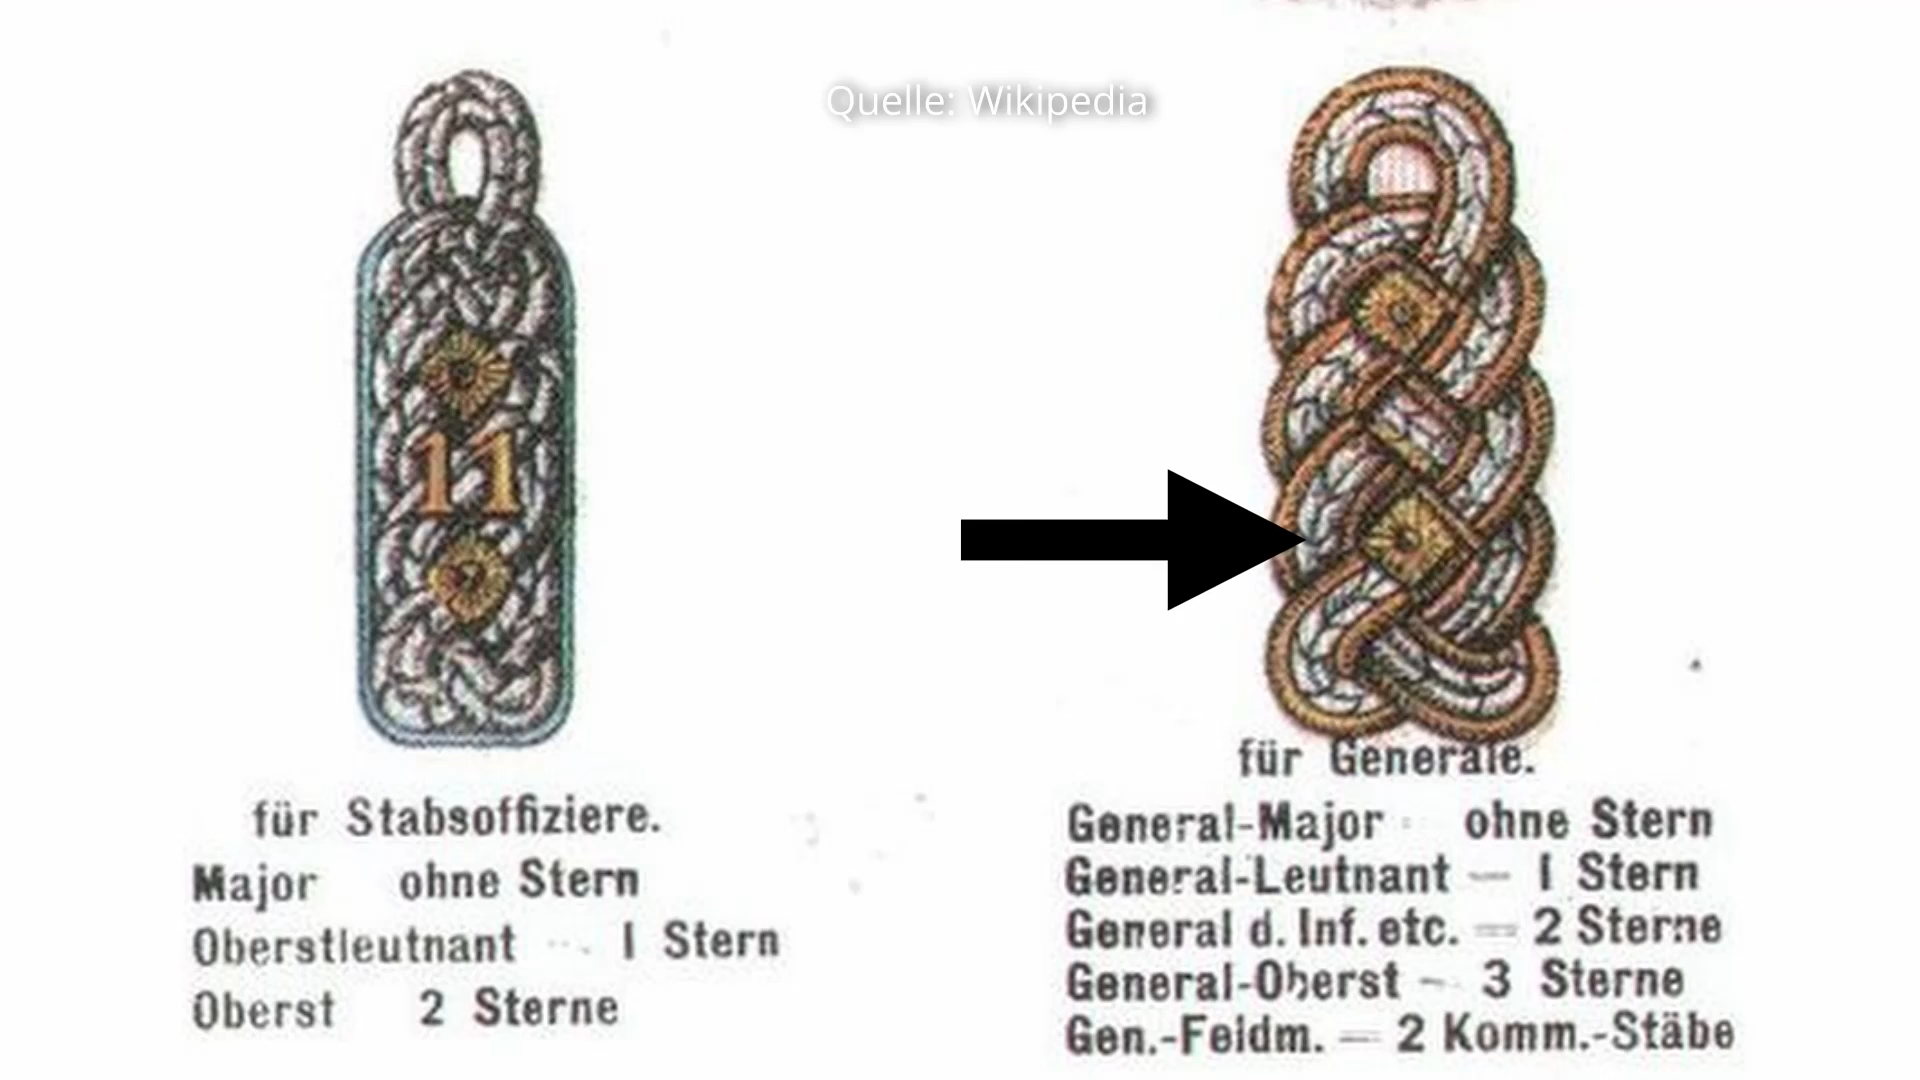 Quelle: Wikipedia
11
für Stabsoffiziere.
Major ohne Stern
Oberstleutnant - 1 Stern
Oberst 2 Sterne
für Generale.
General-Major ohne Stern
General-Leutnant — 1 Stern
General d. Inf. etc. — 2 Sterne
General-Oberst — 3 Sterne
Gen.-Feldm. — 2 Komm.-Stäbe